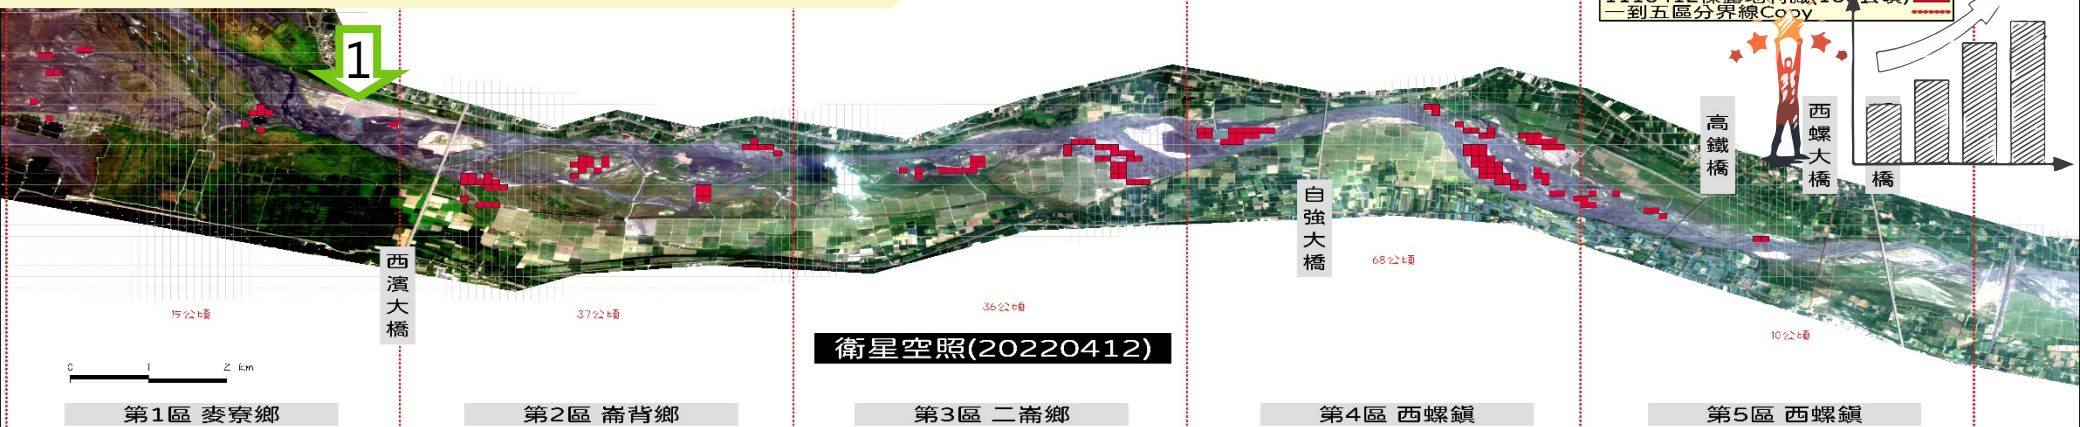 一到五區分界線Copy
1
高鐵橋
西螺大橋
橋
自強大橋
西濱大橋
15公頃
37公頃
36公頃
68公頃
10公頃
衛星空照(20220412)
0 1 2 km
第1區 麥寮鄉
第2區 崙背鄉
第3區 二崙鄉
第4區 西螺鎮
第5區 西螺鎮